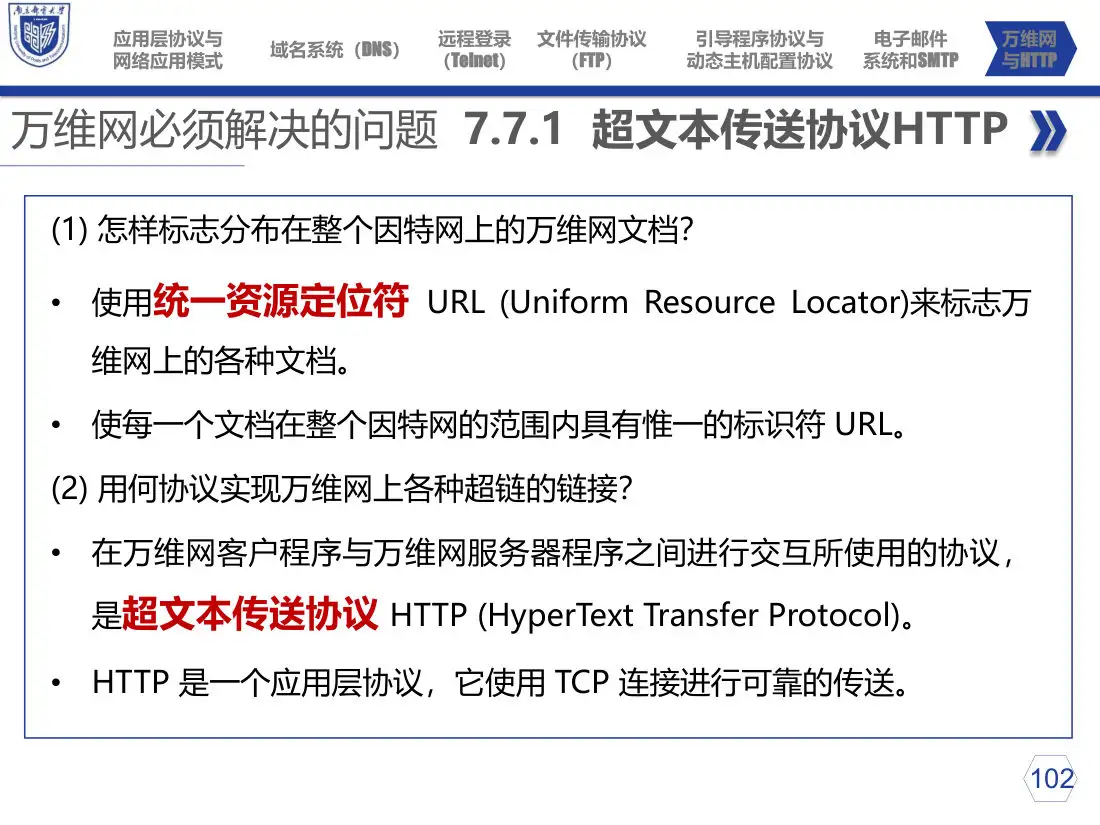 南京邮电大学
应用层协议与
网络应用模式
域名系统（DNS）
远程登录
（Telnet）
文件传输协议
（FTP）
引导程序协议与
动态主机配置协议
电子邮件
系统和SMTP
万维网
与HTTP
万维网必须解决的问题 7.7.1 超文本传送协议HTTP
(1) 怎样标志分布在整个因特网上的万维网文档？
• 使用统一资源定位符 URL (Uniform Resource Locator)来标志万
维网上的各种文档。
• 使每一个文档在整个因特网的范围内具有惟一的标识符 URL。
(2) 用何协议实现万维网上各种超链的链接？
• 在万维网客户程序与万维网服务器程序之间进行交互所使用的协议，
是超文本传送协议 HTTP (HyperText Transfer Protocol)。
• HTTP 是一个应用层协议，它使用 TCP 连接进行可靠的传送。
102